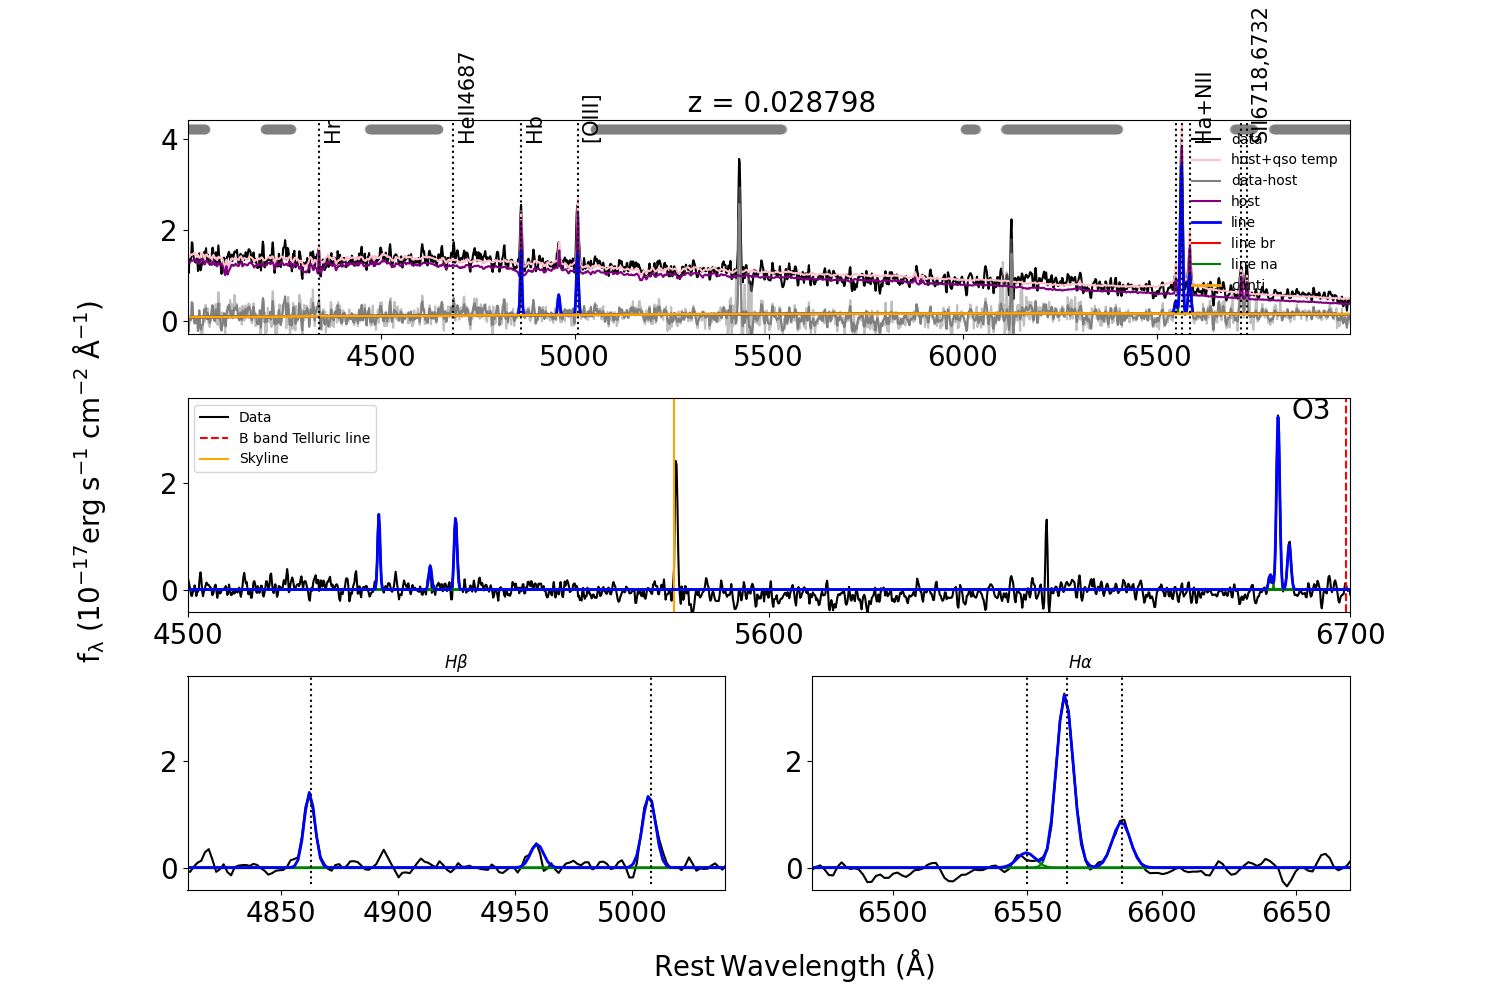 z = 0.028798
Hr
HeII4687
Hb
[OIII]
Ha+NII
SII6718,6732
data
host+qso temp
data-host
host
line
line br
line na
conti
4
2
0
4500 5000 5500 6000 6500
fλ (10⁻¹⁷erg s⁻¹ cm⁻² Å⁻¹)
Data
B band Telluric line
Skyline
O3
2
0
4500 5600 6700
Hβ
2
0
4850 4900 4950 5000
Hα
2
0
6500 6550 6600 6650
Rest Wavelength (Å)